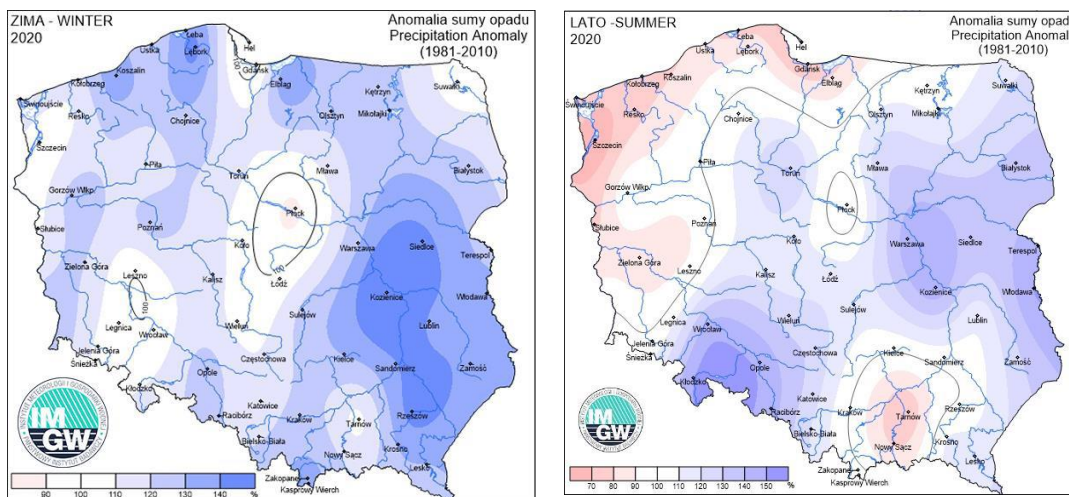 ZIMA - WINTER
2020
Anomalia sumy opadu
Precipitation Anomaly
(1981-2010)
Łeba
Ustka
Lębork
Hel
100
Gdańsk
Koszalin
Kołobrzeg
Elbląg
Kętrzyn
Suwałki
Świnoujście
Resko
Chojnice
Olsztyn
Mikołajki
Szczecin
Piła
Toruń
Mława
Białystok
Gorzów Wlkp.
Płock
Słubice
Poznań
Koło
Warszawa
Siedlce
Terespol
100
Zielona Góra
Leszno
Kalisz
Łódź
Kozienice
Włodawa
100
Sulejów
Legnica
Wrocław
Wieluń
Lublin
Jelenia Góra
Śnieżka
Częstochowa
Kielce
Sandomierz
Zamość
Kłodzko
Opole
Katowice
Racibórz
Kraków
Tarnów
Rzeszów
Bielsko-Biała
Nowy Sącz
Krosno
Lesko
Zakopane
Kasprowy Wierch
IM
GW
90 100 110 120 130 140 %
LATO -SUMMER
2020
Anomalia sumy opadu
Precipitation Anomaly
(1981-2010)
Łeba
Ustka
Lębork
Hel
Gdańsk
Koszalin
Kołobrzeg
Elbląg
Kętrzyn
Suwałki
Świnoujście
Resko
Chojnice
Olsztyn
Mikołajki
Szczecin
Piła
Toruń
Mława
Białystok
Gorzów Wlkp.
Płock
Słubice
Poznań
Koło
Warszawa
Siedlce
Terespol
Zielona Góra
Leszno
Kalisz
Łódź
Kozienice
Włodawa
Sulejów
Legnica
Wrocław
Wieluń
Lublin
Jelenia Góra
Śnieżka
Częstochowa
Kielce
Sandomierz
Zamość
Kłodzko
Opole
Katowice
Racibórz
Kraków
Tarnów
Rzeszów
Bielsko-Biała
Nowy Sącz
Krosno
Lesko
Zakopane
Kasprowy Wierch
IM
GW
70 80 90 100 110 120 130 140 150 %